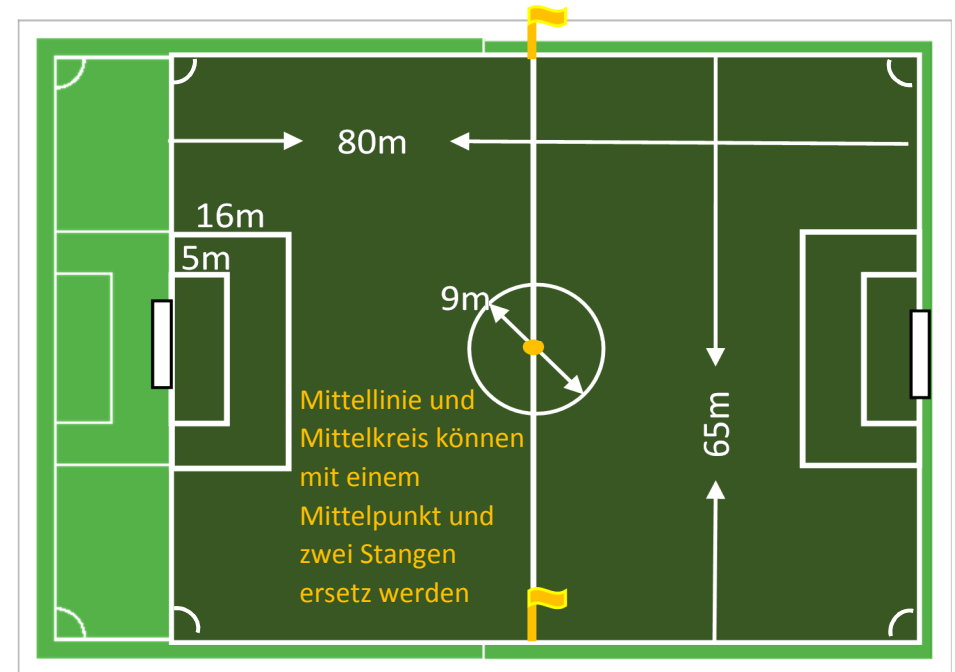 80m
16m
5m
9m
65m
Mittellinie und
Mittelkreis können
mit einem
Mittelpunkt und
zwei Stangen
ersetz werden